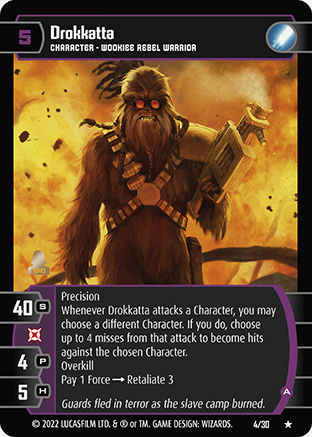 5 Drokkatta
CHARACTER - WOOKIEE REBEL WARRIOR
40 S
4 P
5 H
Precision
Whenever Drokkatta attacks a Character, you may
choose a different Character. If you do, choose
up to 4 misses from that attack to become hits
against the chosen Character.
Overkill
Pay 1 Force → Retaliate 3
A
Guards fled in terror as the slave camp burned.
© 2022 LUCASFILM LTD. & ® or TM. GAME DESIGN: WIZARDS. 4/30 ★